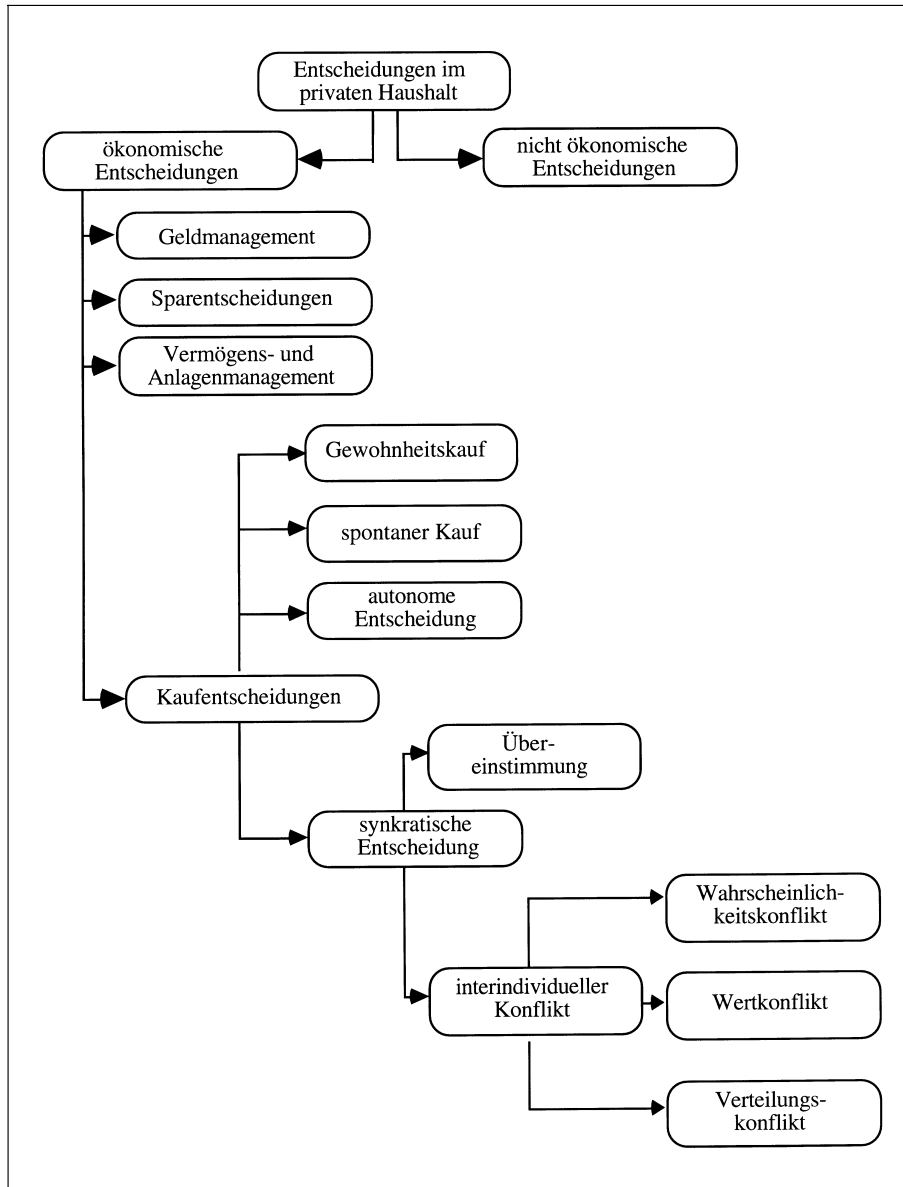 Entscheidungen im
privaten Haushalt
ökonomische
Entscheidungen
nicht ökonomische
Entscheidungen
Geldmanagement
Sparentscheidungen
Vermögens- und
Anlagenmanagement
Gewohnheitskauf
spontaner Kauf
autonome
Entscheidung
Kaufentscheidungen
Über-
einstimmung
synkratische
Entscheidung
Wahrscheinlich-
keitskonflikt
interindividueller
Konflikt
Wertkonflikt
Verteilungs-
konflikt